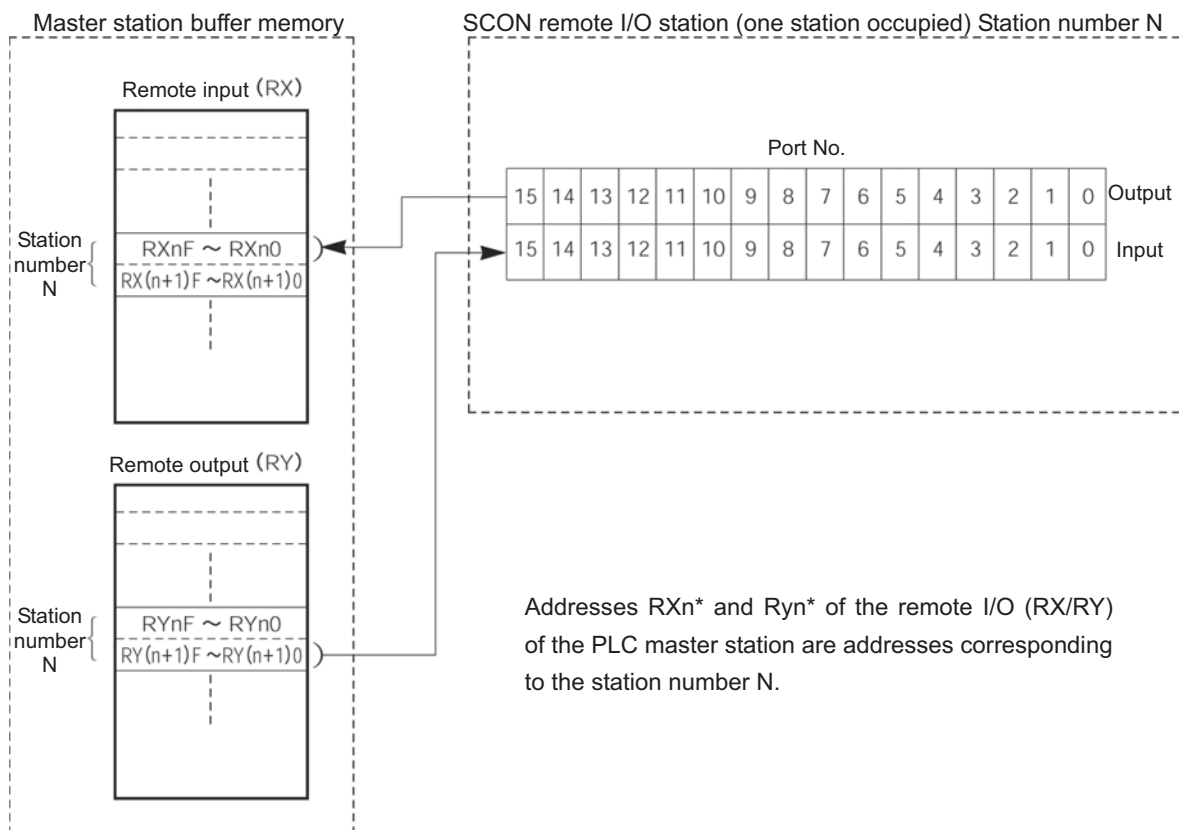 Master station buffer memory
SCON remote I/O station (one station occupied) Station number N
Remote input (RX)
Port No.
15 14 13 12 11 10 9 8 7 6 5 4 3 2 1 0 Output
15 14 13 12 11 10 9 8 7 6 5 4 3 2 1 0 Input
Station
number
N
RXnF ~ RXn0
RX(n+1)F ~RX(n+1)0
Remote output (RY)
Station
number
N
RYnF ~ RYn0
RY(n+1)F ~RY(n+1)0
Addresses RXn* and Ryn* of the remote I/O (RX/RY)
of the PLC master station are addresses corresponding
to the station number N.